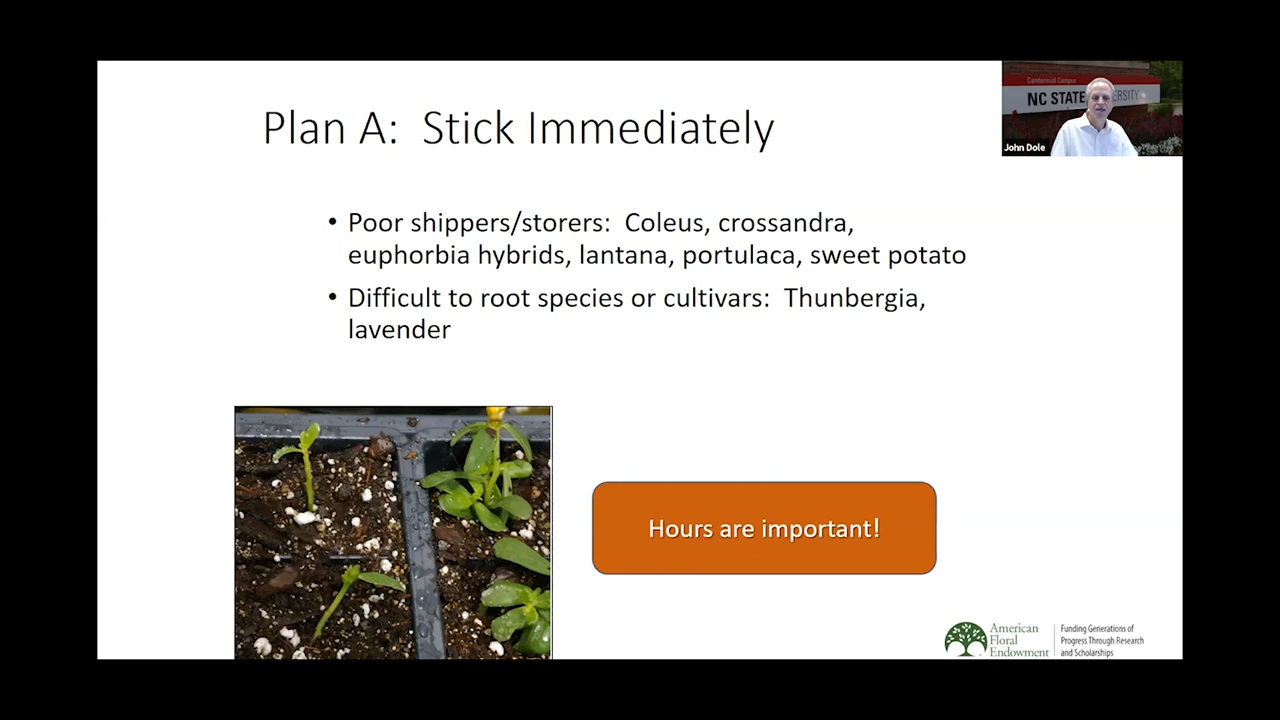 Plan A: Stick Immediately
Centennial Campus
NC STATE UNIVERSITY
John Dole
• Poor shippers/storers: Coleus, crossandra,
euphorbia hybrids, lantana, portulaca, sweet potato
• Difficult to root species or cultivars: Thunbergia,
lavender
Hours are important!
American
Floral
Endowment
Funding Generations of
Progress Through Research
and Scholarships